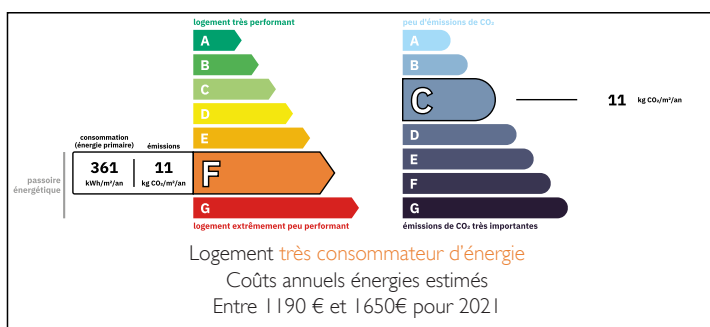 logement très performant
A
B
C
D
E
F
G
logement extrêmement peu performant
consommation
(énergie primaire)
émissions
361
11
kWh/m²/an
kg CO₂/m²/an
passoire
énergétique
peu d'émissions de CO₂
A
B
C
D
E
F
G
émissions de CO₂ très importantes
11 kg CO₂/m²/an
Logement très consommateur d'énergie
Coûts annuels énergies estimés
Entre 1190 € et 1650€ pour 2021